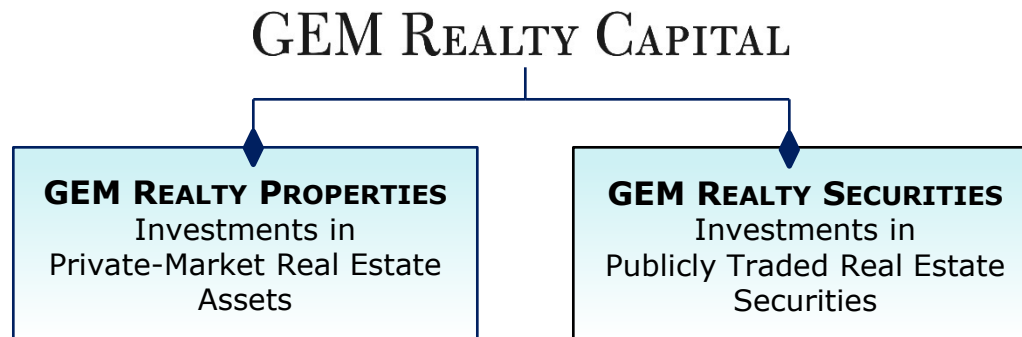 GEM REALTY CAPITAL
GEM REALTY PROPERTIES
Investments in
Private-Market Real Estate
Assets
GEM REALTY SECURITIES
Investments in
Publicly Traded Real Estate
Securities